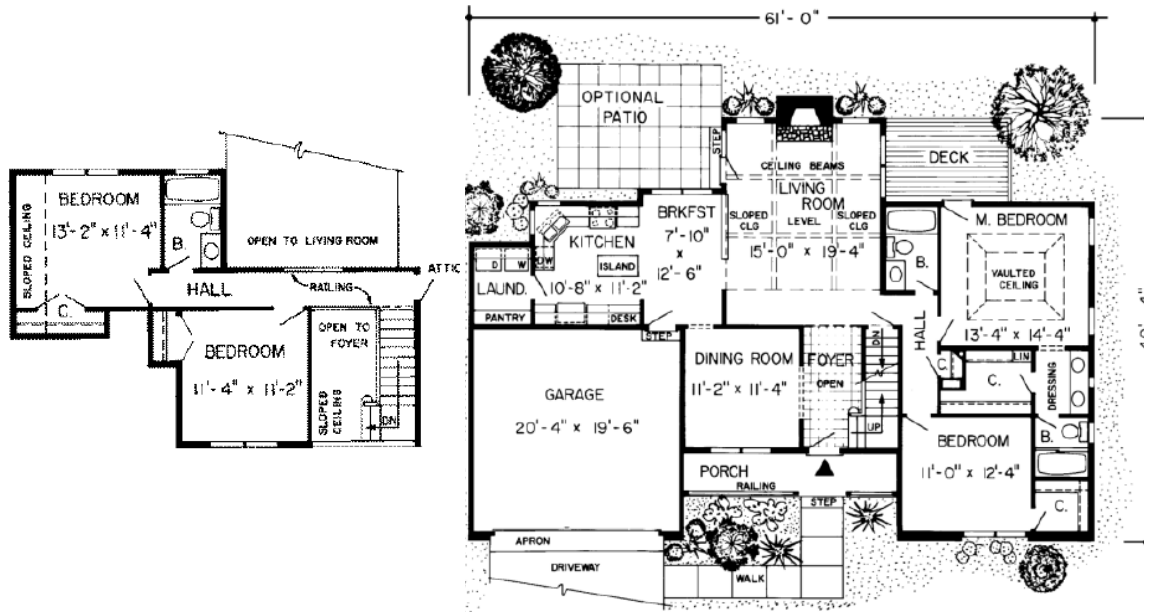 BEDROOM
13'-2" x 11'-4"
SLOPED CEILING
B.
OPEN TO LIVING ROOM
ATTIC
HALL
RAILING
C.
BEDROOM
11'-4" x 11'-2"
OPEN TO
FOYER
SLOPED
CEILING
DN
61'-0"
OPTIONAL
PATIO
STEP
CEILING BEAMS
LIVING
ROOM
LEVEL
SLOPED
CLG
SLOPED
CLG
15'-0" x 19'-4"
DECK
BRKFST
7'-10"
x
12'-6"
KITCHEN
DW
ISLAND
10'-8" x 11'-2"
DESK
D
W
LAUND.
PANTRY
STEP
B.
M. BEDROOM
VAULTED
CEILING
13'-4" x 14'-4"
HALL
C.
LIN
C.
DRESSING
B.
C.
BEDROOM
11'-0" x 12'-4"
DINING ROOM
11'-2" x 11'-4"
FOYER
OPEN
DN
UP
GARAGE
20'-4" x 19'-6"
PORCH
RAILING
STEP
APRON
DRIVEWAY
WALK